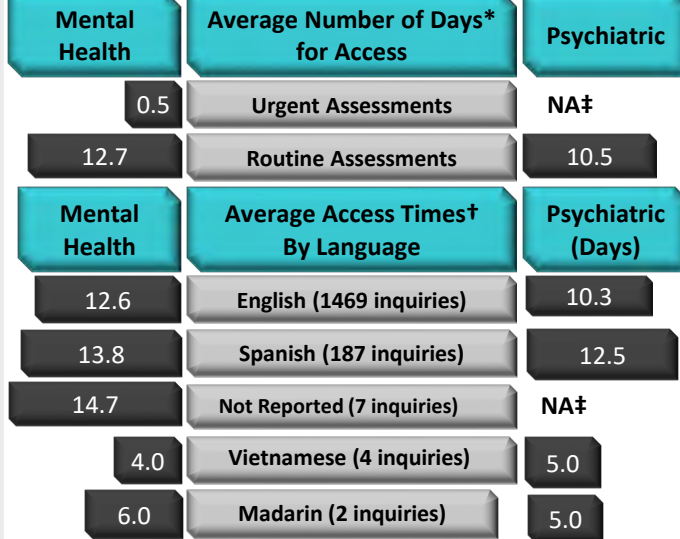 Mental
Health
Average Number of Days*
for Access
Psychiatric
0.5
Urgent Assessments
NA‡
12.7
Routine Assessments
10.5
Mental
Health
Average Access Times†
By Language
Psychiatric
(Days)
12.6
English (1469 inquiries)
10.3
13.8
Spanish (187 inquiries)
12.5
14.7
Not Reported (7 inquiries)
NA‡
4.0
Vietnamese (4 inquiries)
5.0
6.0
Madarin (2 inquiries)
5.0